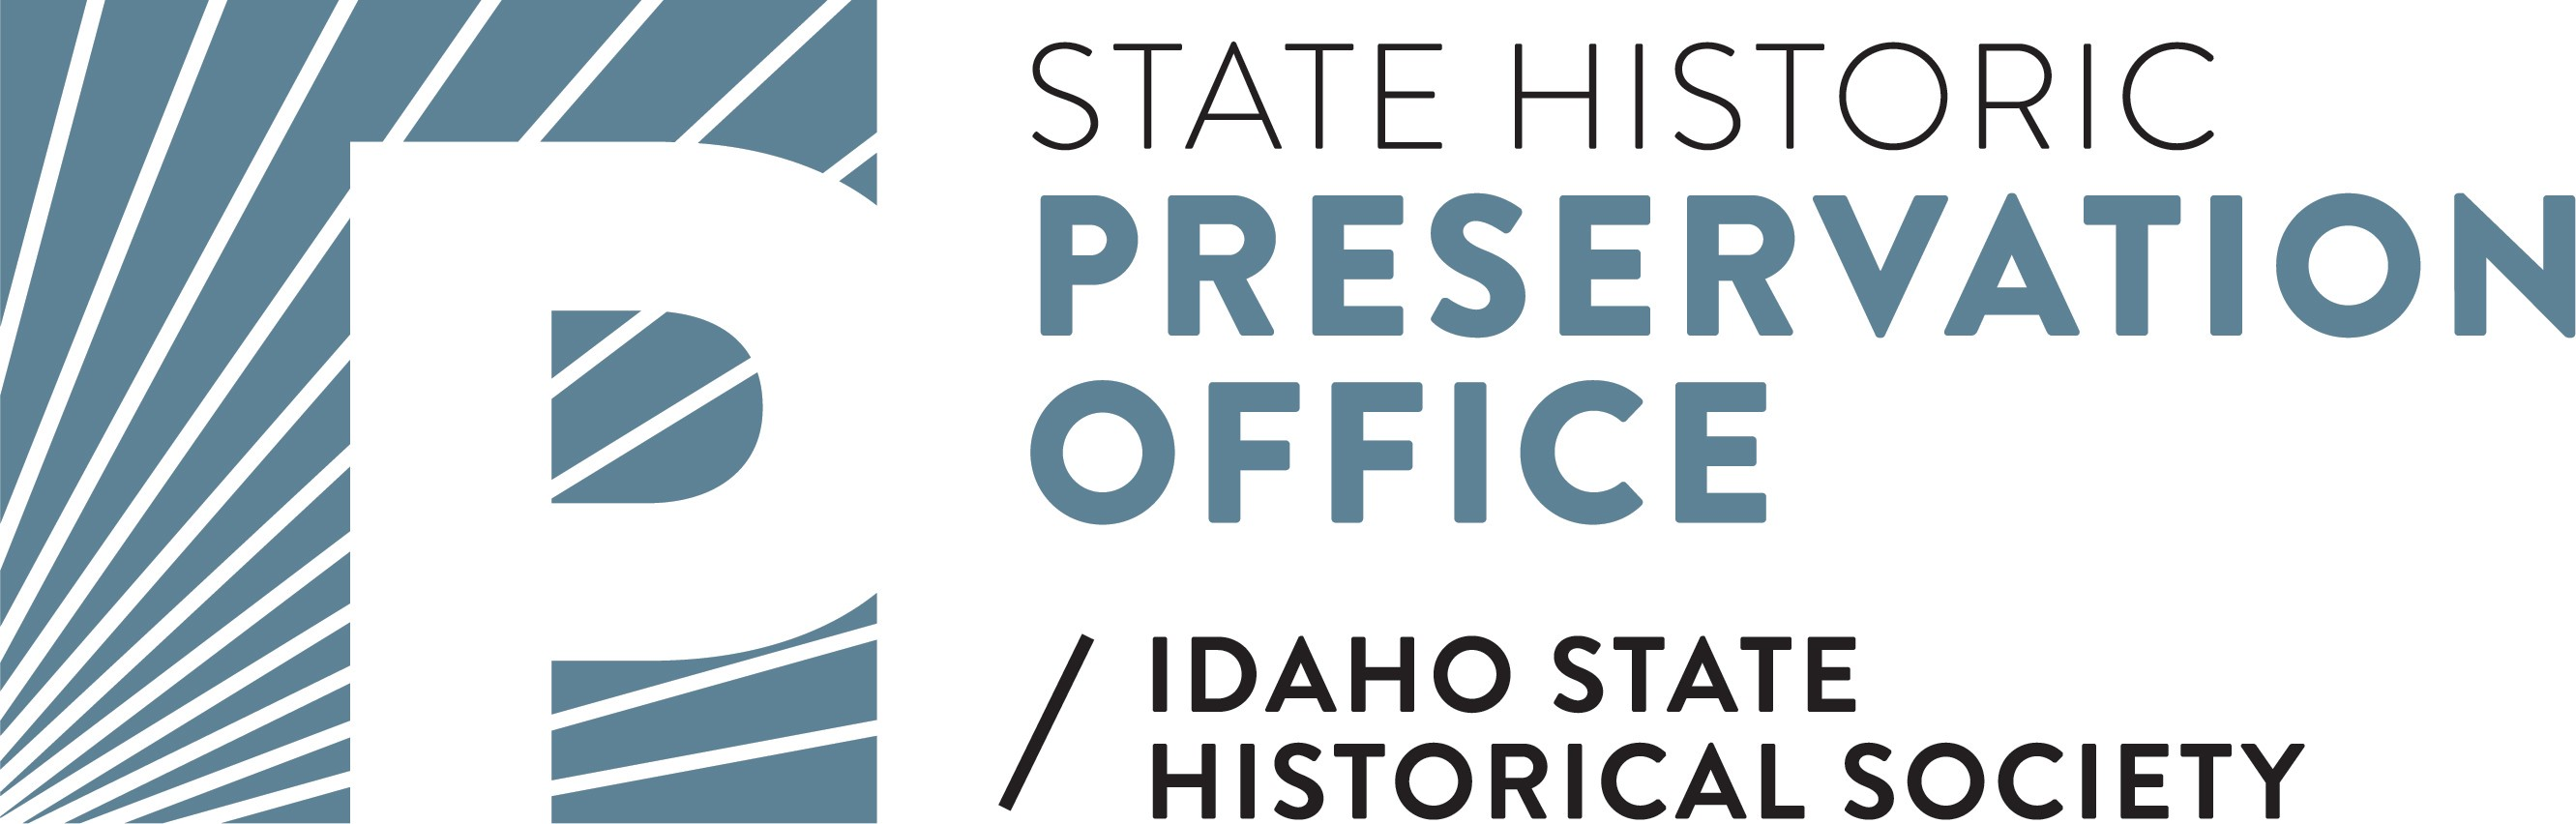 P
STATE HISTORIC
PRESERVATION
OFFICE
/ IDAHO STATE
HISTORICAL SOCIETY